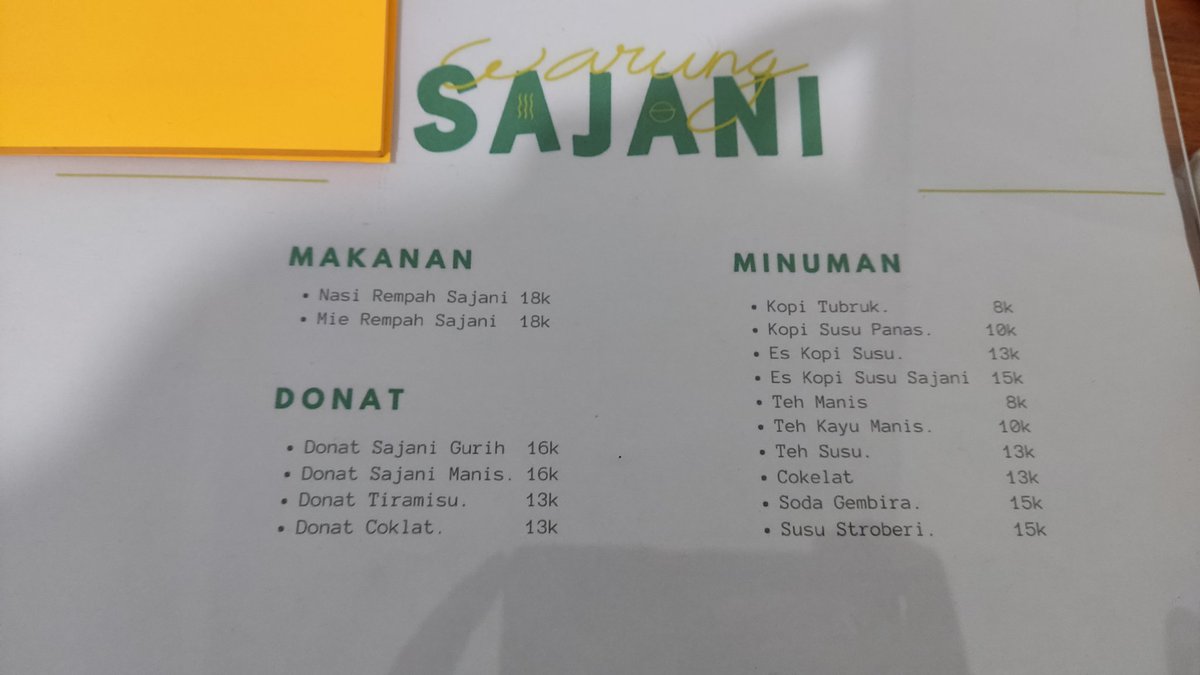 warung
SAJANI
MAKANAN
• Nasi Rempah Sajani 18k
• Mie Rempah Sajani 18k
DONAT
• Donat Sajani Gurih 16k
• Donat Sajani Manis. 16k
• Donat Tiramisu. 13k
• Donat Coklat. 13k
MINUMAN
• Kopi Tubruk. 8k
• Kopi Susu Panas. 10k
• Es Kopi Susu. 13k
• Es Kopi Susu Sajani 15k
• Teh Manis 8k
• Teh Kayu Manis. 10k
• Teh Susu. 13k
• Cokelat 13k
• Soda Gembira. 15k
• Susu Stroberi. 15k